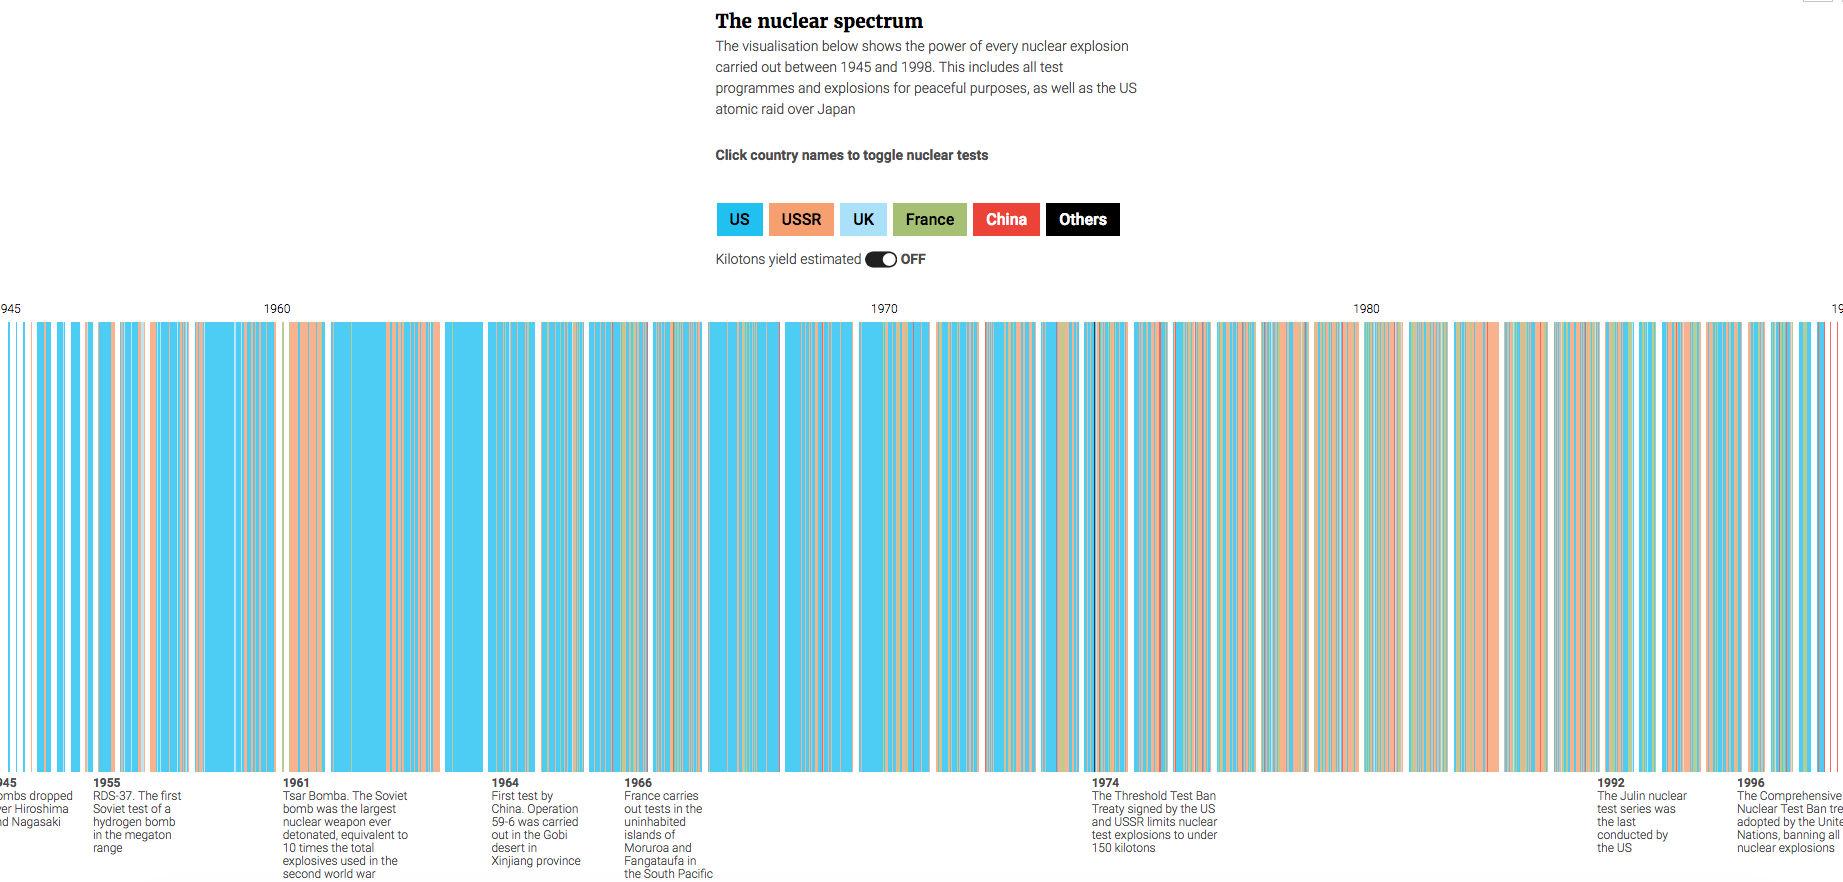 The nuclear spectrum
The visualisation below shows the power of every nuclear explosion
carried out between 1945 and 1998. This includes all test
programmes and explosions for peaceful purposes, as well as the US
atomic raid over Japan
Click country names to toggle nuclear tests
US USSR UK France China Others
Kilotons yield estimated OFF
945 1960 1970 1980 19
945
ombs dropped
er Hiroshima
nd Nagasaki
1955
RDS-37. The first
Soviet test of a
hydrogen bomb
in the megaton
range
1961
Tsar Bomba. The Soviet
bomb was the largest
nuclear weapon ever
detonated, equivalent to
10 times the total
explosives used in the
second world war
1964
First test by
China. Operation
59-6 was carried
out in the Gobi
desert in
Xinjiang province
1966
France carries
out tests in the
uninhabited
islands of
Moruroa and
Fangataufa in
the South Pacific
1974
The Threshold Test Ban
Treaty signed by the US
and USSR limits nuclear
test explosions to under
150 kilotons
1992
The Julin nuclear
test series was
the last
conducted by
the US
1996
The Comprehensive
Nuclear Test Ban tre
adopted by the Unite
Nations, banning all
nuclear explosions